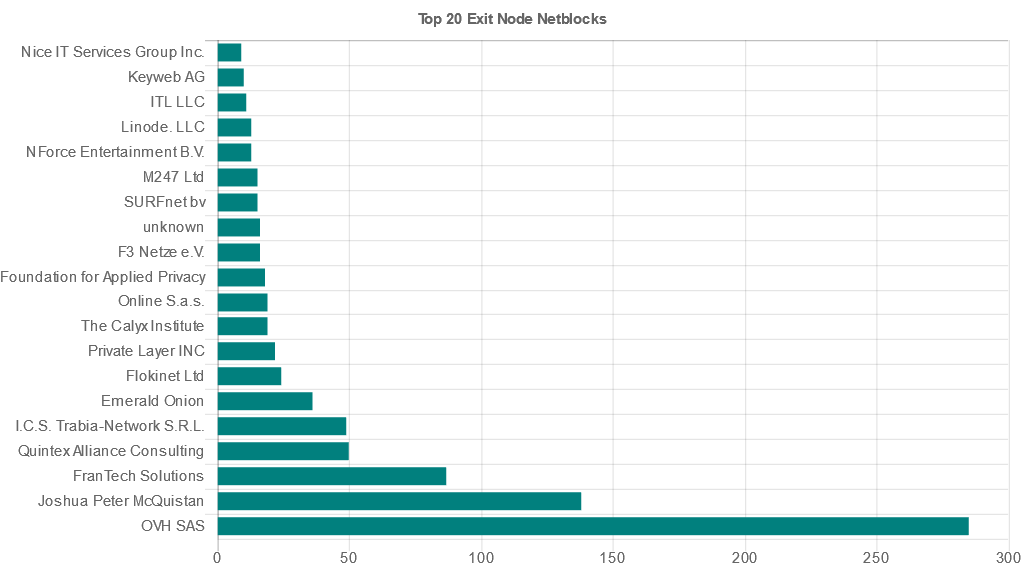 Top 20 Exit Node Netblocks
Nice IT Services Group Inc.
Keyweb AG
ITL LLC
Linode. LLC
NForce Entertainment B.V.
M247 Ltd
SURFnet bv
unknown
F3 Netze e.V.
Foundation for Applied Privacy
Online S.a.s.
The Calyx Institute
Private Layer INC
Flokinet Ltd
Emerald Onion
I.C.S. Trabia-Network S.R.L.
Quintex Alliance Consulting
FranTech Solutions
Joshua Peter McQuistan
OVH SAS
0 50 100 150 200 250 300